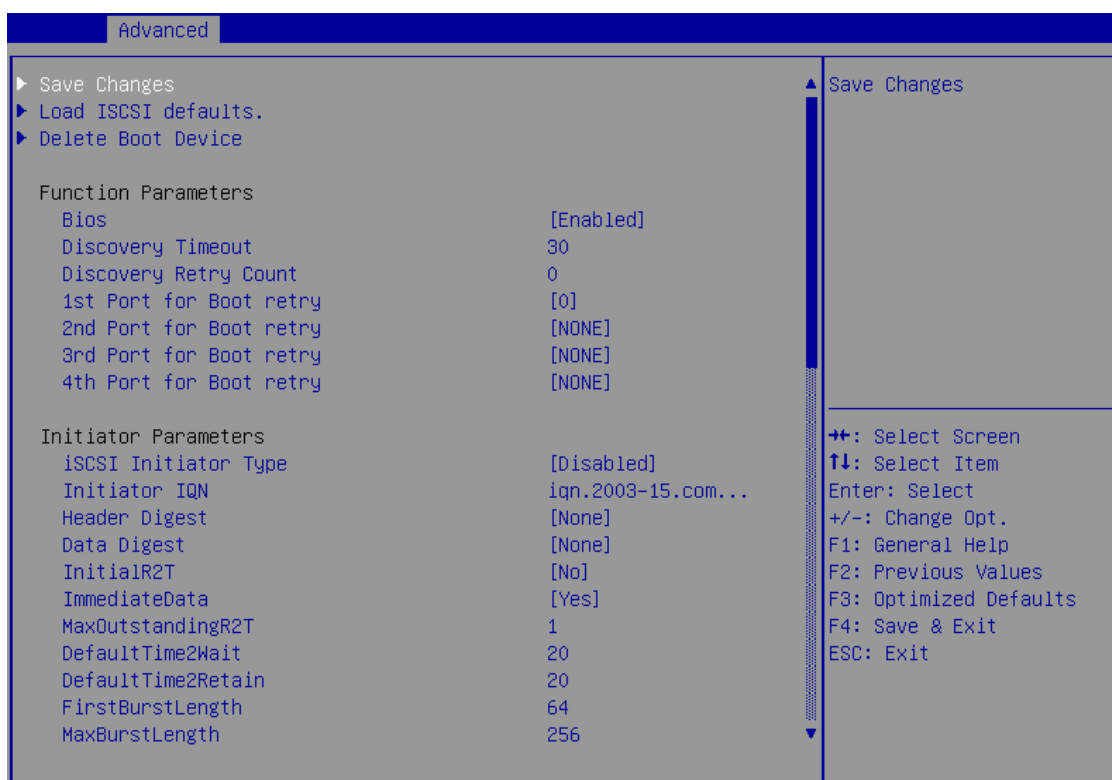 Advanced
Save Changes
Load ISCSI defaults.
Delete Boot Device
Function Parameters
Bios [Enabled]
Discovery Timeout 30
Discovery Retry Count 0
1st Port for Boot retry [0]
2nd Port for Boot retry [NONE]
3rd Port for Boot retry [NONE]
4th Port for Boot retry [NONE]
Initiator Parameters
iSCSI Initiator Type [Disabled]
Initiator IQN iqn.2003-15.com...
Header Digest [None]
Data Digest [None]
InitialR2T [No]
ImmediateData [Yes]
MaxOutstandingR2T 1
DefaultTime2Wait 20
DefaultTime2Retain 20
FirstBurstLength 64
MaxBurstLength 256
Save Changes
→←: Select Screen
↑↓: Select Item
Enter: Select
+/-: Change Opt.
F1: General Help
F2: Previous Values
F3: Optimized Defaults
F4: Save & Exit
ESC: Exit